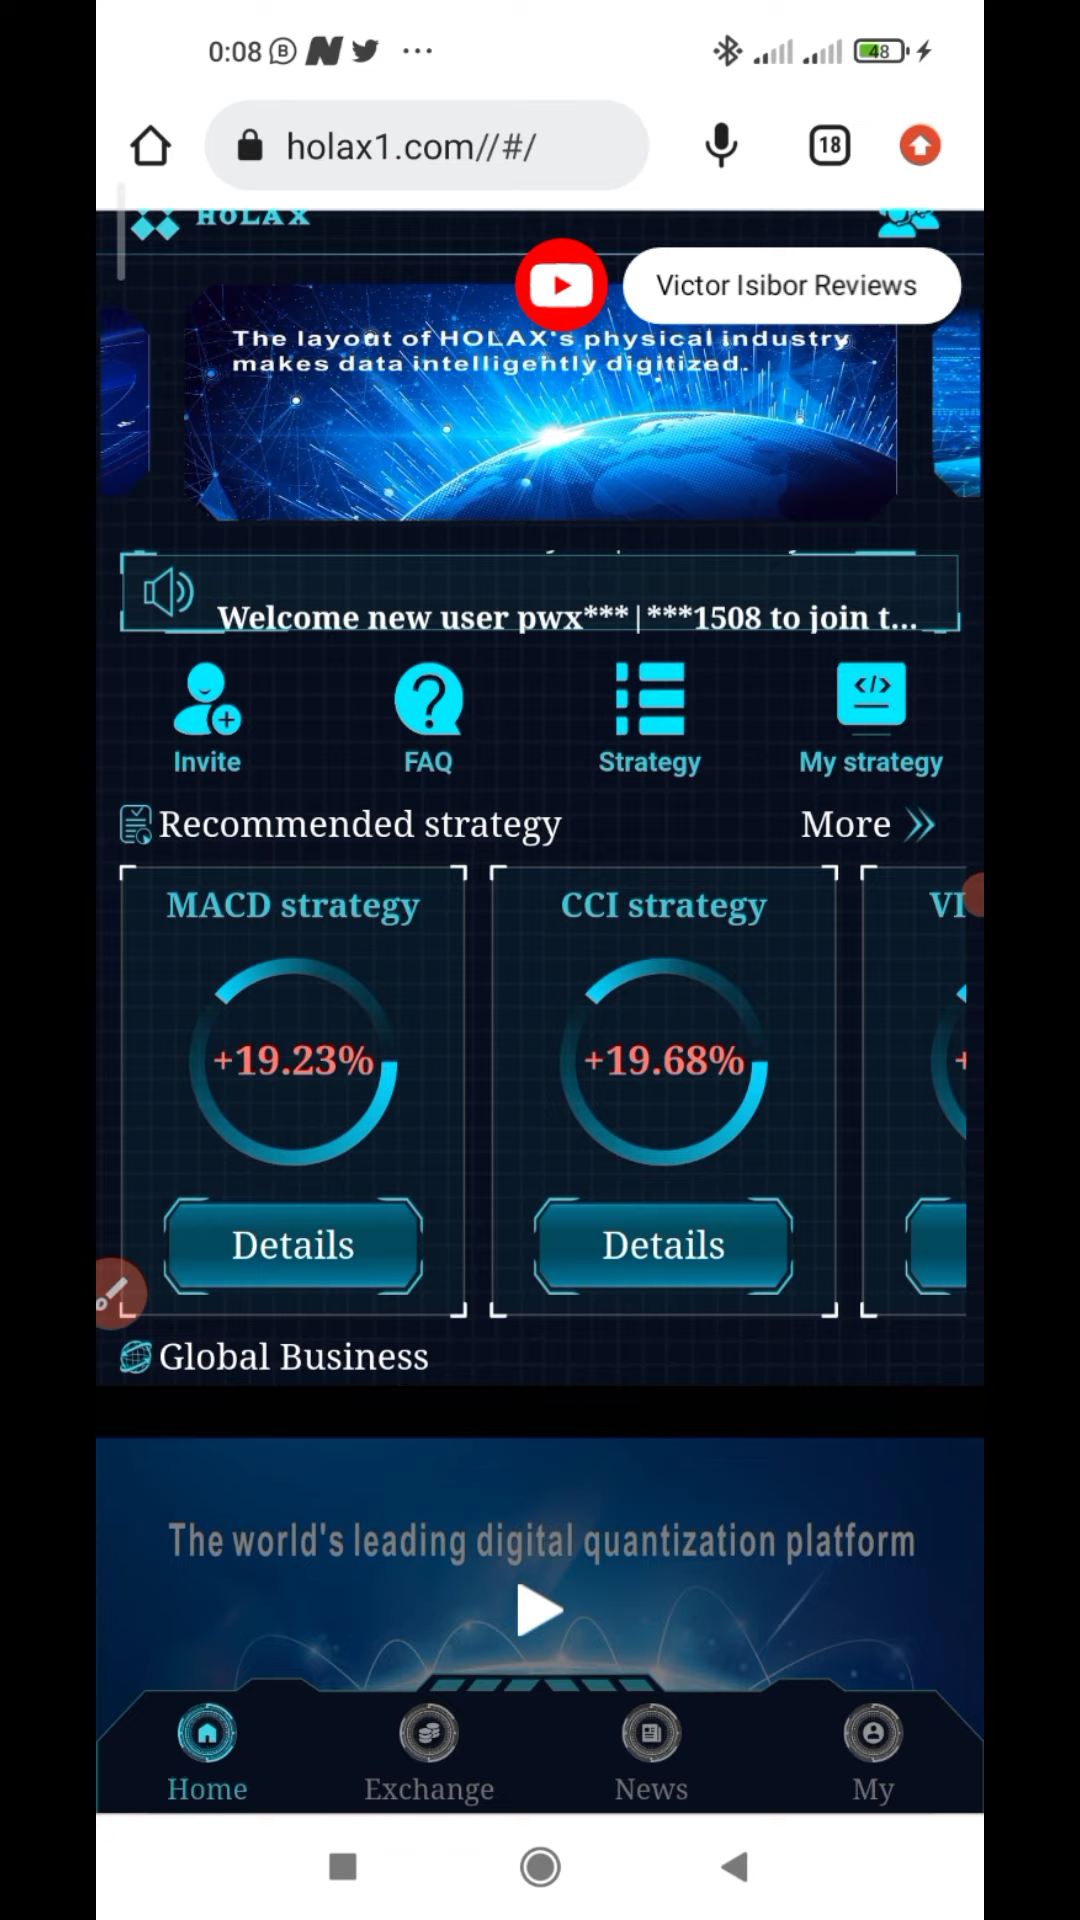 0:08
48
holax1.com//#/
18
HOLAX
Victor Isibor Reviews
The layout of HOLAX's physical industry
makes data intelligently digitized.
Welcome new user pwx***|***1508 to join t...
Invite
FAQ
Strategy
My strategy
Recommended strategy
More
MACD strategy
CCI strategy
VI
+19.23%
+19.68%
+
Details
Details
Global Business
The world's leading digital quantization platform
Home
Exchange
News
My